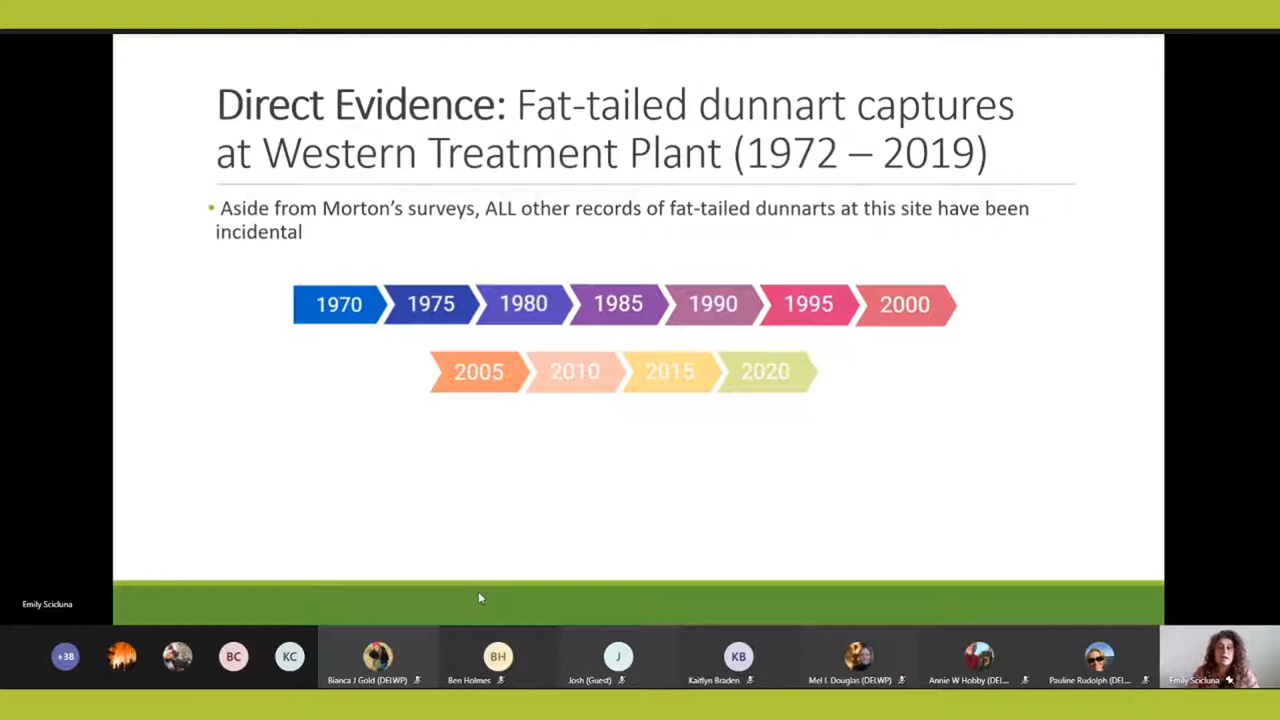 Direct Evidence: Fat-tailed dunnart captures
at Western Treatment Plant (1972 – 2019)
• Aside from Morton's surveys, ALL other records of fat-tailed dunnarts at this site have been
incidental
1970 1975 1980 1985 1990 1995 2000
2005 2010 2015 2020
Emily Scicluna
+38 BC KC BH J KB
Bianca J Gold (DELWP) Ben Holmes Josh (Guest) Kaitlyn Braden Mel I. Douglas (DELWP) Annie W Hobby (DEL... Pauline Rudolph (DEL... Emily Scicluna